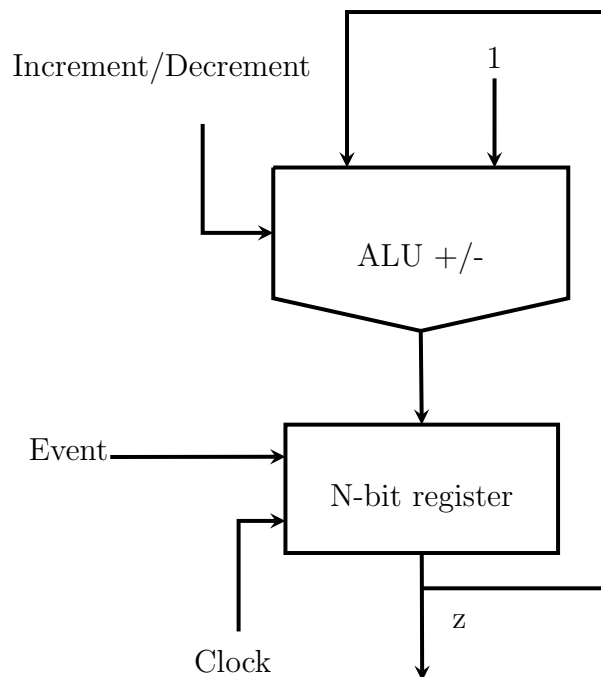 Increment/Decrement
1
ALU +/-
Event
N-bit register
z
Clock